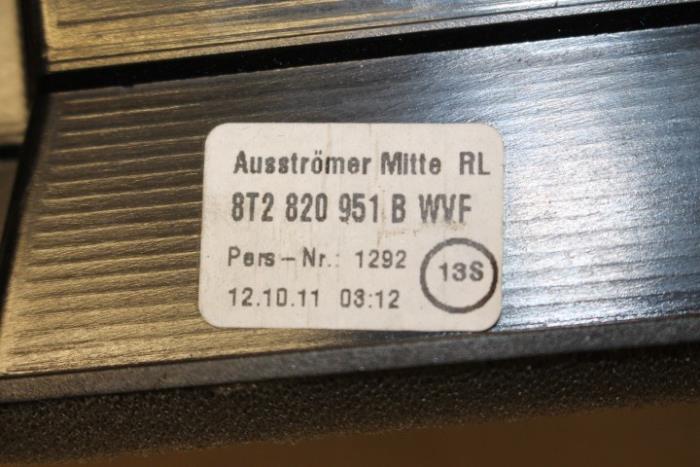 Ausströmer Mitte RL
8T2 820 951 B WVF
Pers-Nr.: 1292
13S
12.10.11 03:12